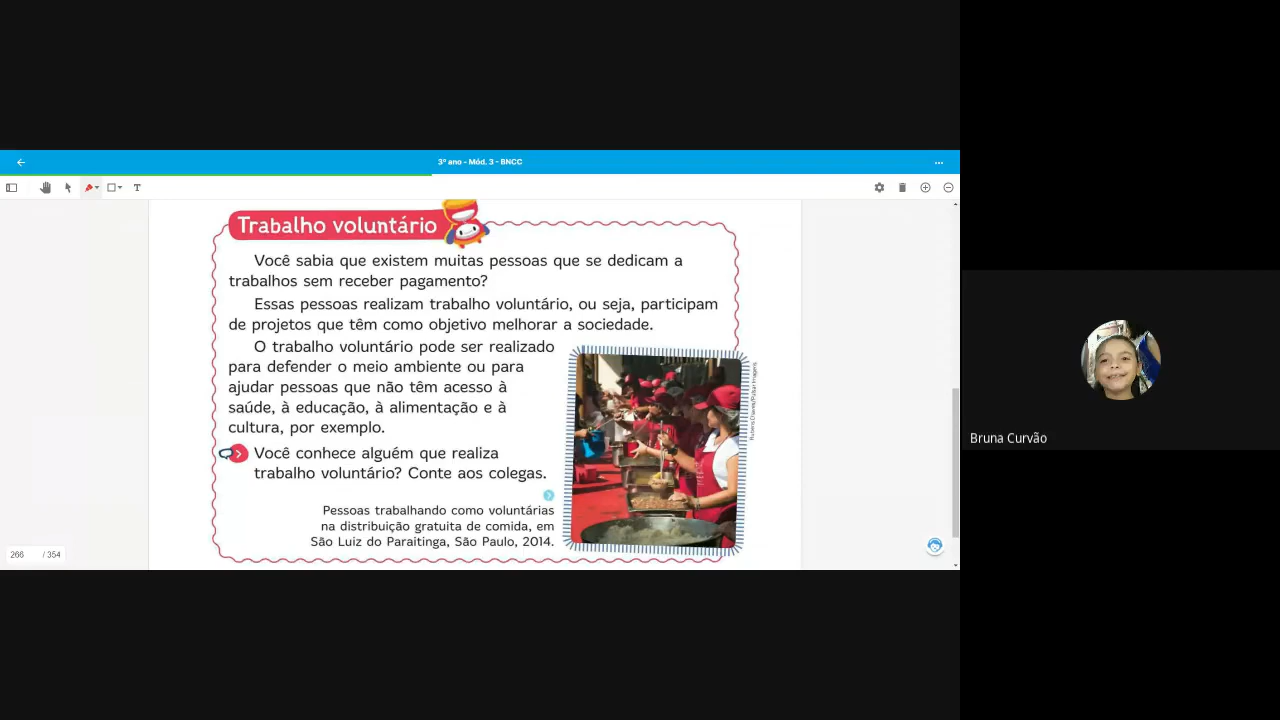 3º ano - Mód. 3 - BNCC
T
Trabalho voluntário
Você sabia que existem muitas pessoas que se dedicam a
trabalhos sem receber pagamento?
Essas pessoas realizam trabalho voluntário, ou seja, participam
de projetos que têm como objetivo melhorar a sociedade.
O trabalho voluntário pode ser realizado
para defender o meio ambiente ou para
ajudar pessoas que não têm acesso à
saúde, à educação, à alimentação e à
cultura, por exemplo.
Você conhece alguém que realiza
trabalho voluntário? Conte aos colegas.
Pessoas trabalhando como voluntárias
na distribuição gratuita de comida, em
São Luiz do Paraitinga, São Paulo, 2014.
Rubens Chaves/Pulsar Imagens
266 / 354
Bruna Curvão